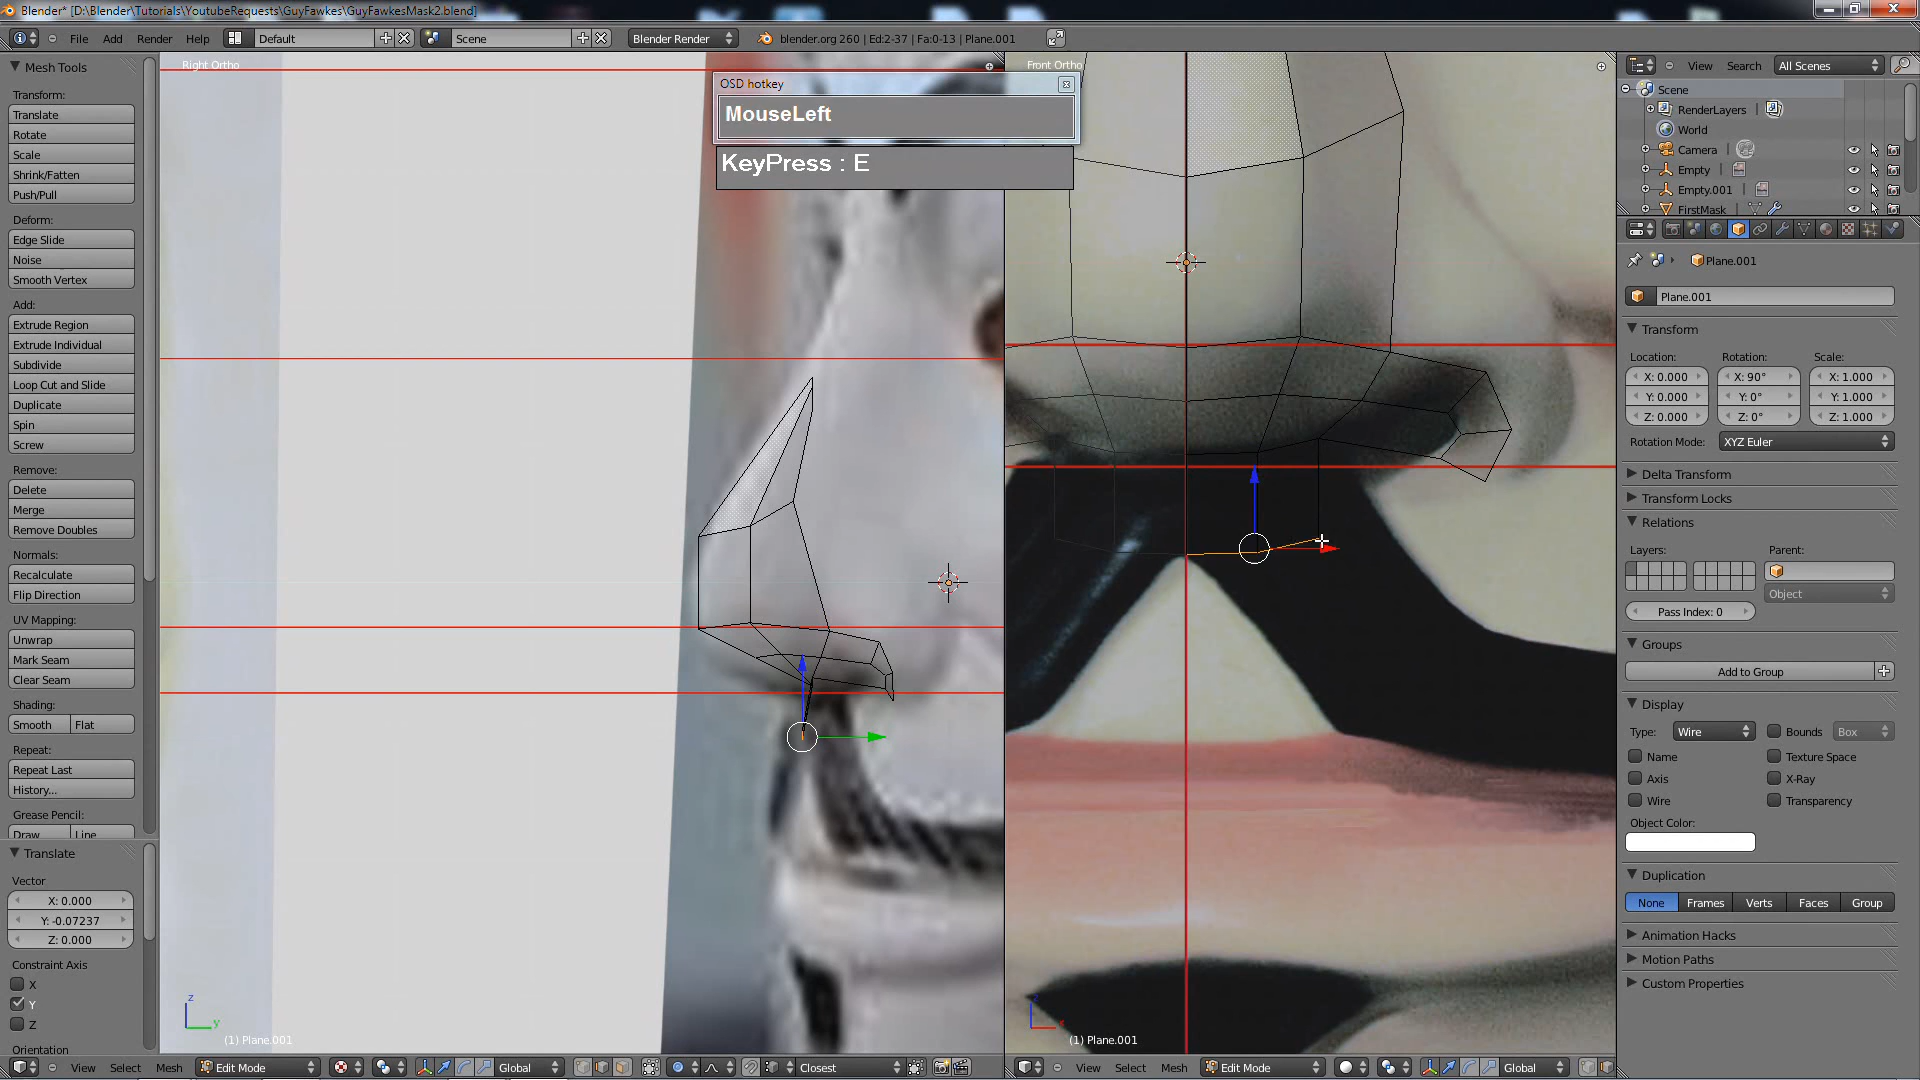 Blender* [D:\Blender\Tutorials\YoutubeRequests\GuyFawkes\GuyFawkesMask2.blend]
File Add Render Help Default Scene Blender Render blender.org 260 | Ed:2-37 | Fa:0-13 | Plane.001
Mesh Tools
Transform:
Translate
Rotate
Scale
Shrink/Fatten
Push/Pull
Deform:
Edge Slide
Noise
Smooth Vertex
Add:
Extrude Region
Extrude Individual
Subdivide
Loop Cut and Slide
Duplicate
Spin
Screw
Remove:
Delete
Merge
Remove Doubles
Normals:
Recalculate
Flip Direction
UV Mapping:
Unwrap
Mark Seam
Clear Seam
Shading:
Smooth Flat
Repeat:
Repeat Last
History...
Grease Pencil:
Draw Line
Translate
Vector
X: 0.000
Y: -0.07237
Z: 0.000
Constraint Axis
X
Y
Z
Orientation
Right Ortho
OSD hotkey
MouseLeft
KeyPress : E
z
y
(1) Plane.001
View Select Mesh Edit Mode Global Closest
Front Ortho
(1) Plane.001
View Select Mesh Edit Mode Global
View Search All Scenes
Scene
RenderLayers
World
Camera
Empty
Empty.001
FirstMask
Plane.001
Plane.001
Transform
Location: Rotation: Scale:
X: 0.000 X: 90° X: 1.000
Y: 0.000 Y: 0° Y: 1.000
Z: 0.000 Z: 0° Z: 1.000
Rotation Mode: XYZ Euler
Delta Transform
Transform Locks
Relations
Layers: Parent:
Object
Pass Index: 0
Groups
Add to Group
Display
Type: Wire Bounds Box
Name Texture Space
Axis X-Ray
Wire Transparency
Object Color:
Duplication
None Frames Verts Faces Group
Animation Hacks
Motion Paths
Custom Properties